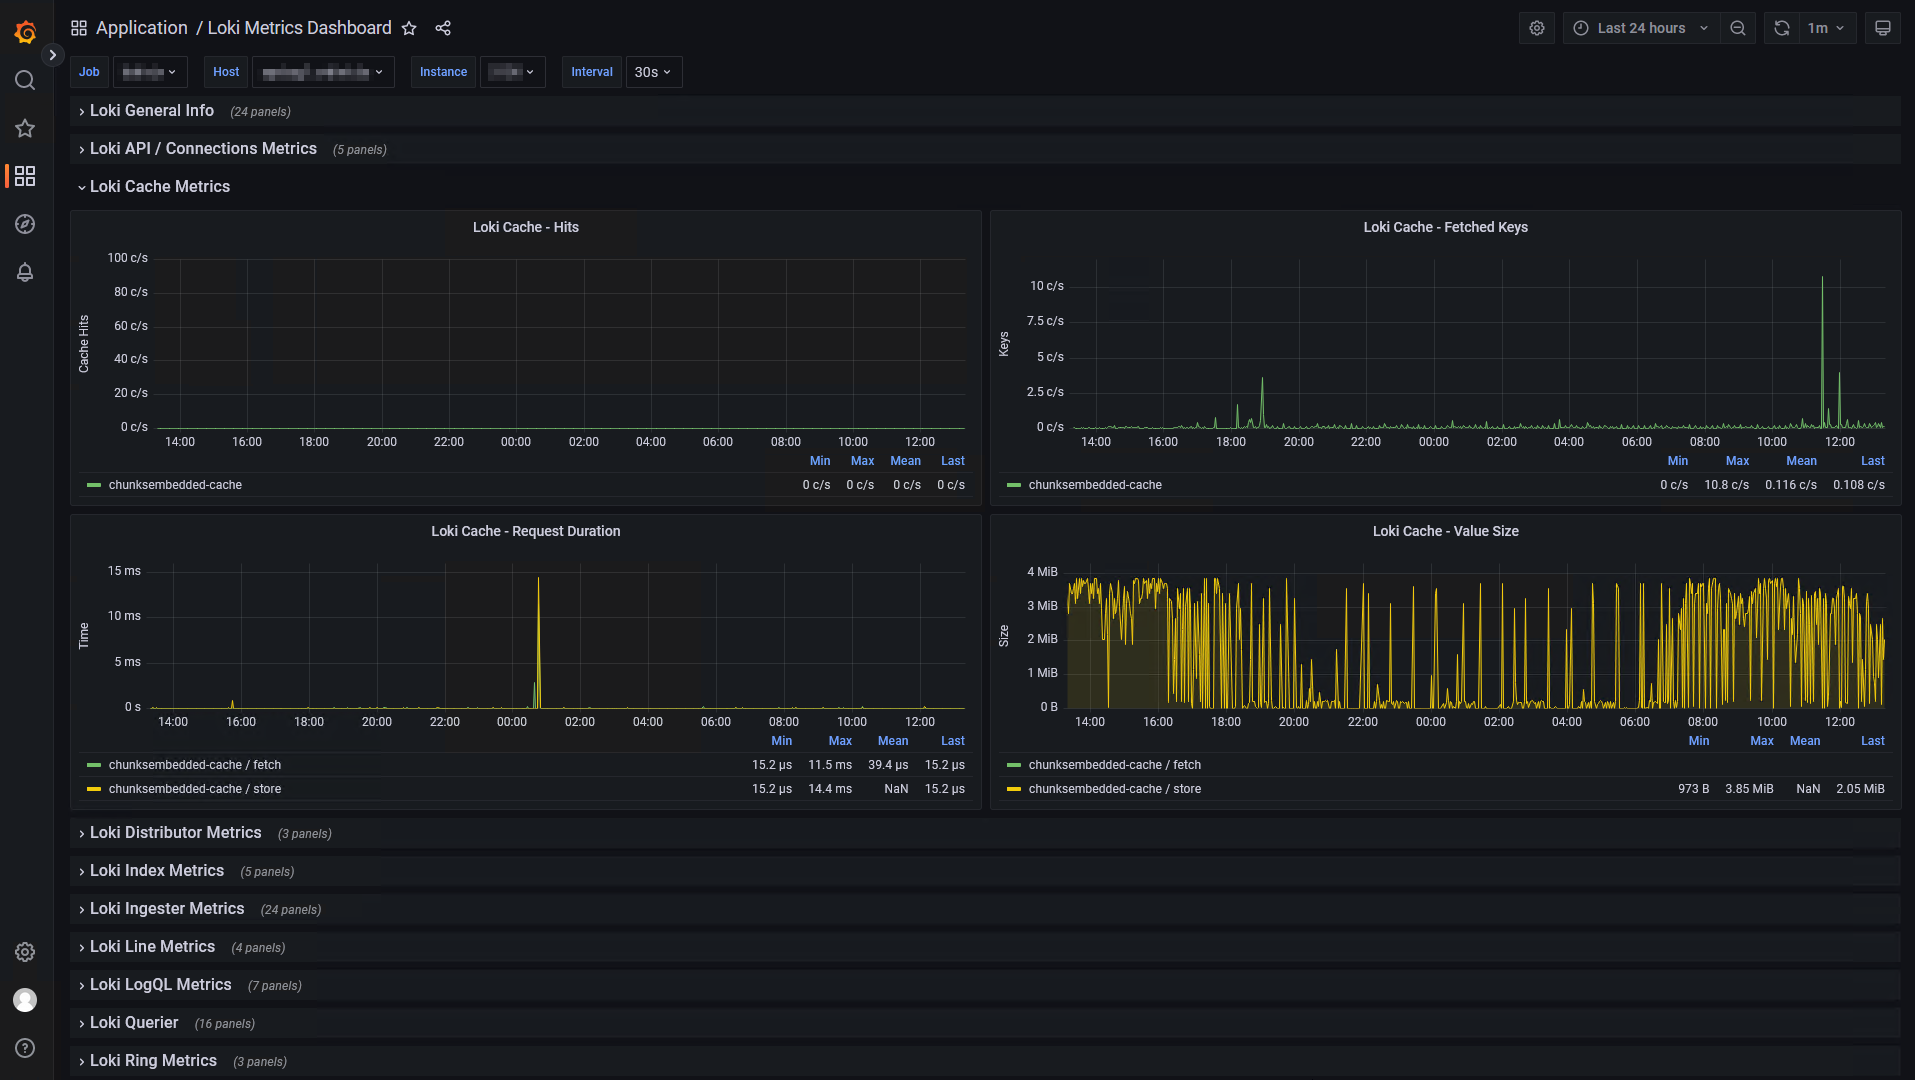 Application / Loki Metrics Dashboard
Last 24 hours
1m
Job
Host
Instance
Interval 30s
Loki General Info (24 panels)
Loki API / Connections Metrics (5 panels)
Loki Cache Metrics
Loki Cache - Hits
Cache Hits
100 c/s
80 c/s
60 c/s
40 c/s
20 c/s
0 c/s
14:00 16:00 18:00 20:00 22:00 00:00 02:00 04:00 06:00 08:00 10:00 12:00
Min Max Mean Last
chunksembedded-cache 0 c/s 0 c/s 0 c/s 0 c/s
Loki Cache - Fetched Keys
Keys
10 c/s
7.5 c/s
5 c/s
2.5 c/s
0 c/s
14:00 16:00 18:00 20:00 22:00 00:00 02:00 04:00 06:00 08:00 10:00 12:00
Min Max Mean Last
chunksembedded-cache 0 c/s 10.8 c/s 0.116 c/s 0.108 c/s
Loki Cache - Request Duration
Time
15 ms
10 ms
5 ms
0 s
14:00 16:00 18:00 20:00 22:00 00:00 02:00 04:00 06:00 08:00 10:00 12:00
Min Max Mean Last
chunksembedded-cache / fetch 15.2 µs 11.5 ms 39.4 µs 15.2 µs
chunksembedded-cache / store 15.2 µs 14.4 ms NaN 15.2 µs
Loki Cache - Value Size
Size
4 MiB
3 MiB
2 MiB
1 MiB
0 B
14:00 16:00 18:00 20:00 22:00 00:00 02:00 04:00 06:00 08:00 10:00 12:00
Min Max Mean Last
chunksembedded-cache / fetch
chunksembedded-cache / store 973 B 3.85 MiB NaN 2.05 MiB
Loki Distributor Metrics (3 panels)
Loki Index Metrics (5 panels)
Loki Ingester Metrics (24 panels)
Loki Line Metrics (4 panels)
Loki LogQL Metrics (7 panels)
Loki Querier (16 panels)
Loki Ring Metrics (3 panels)